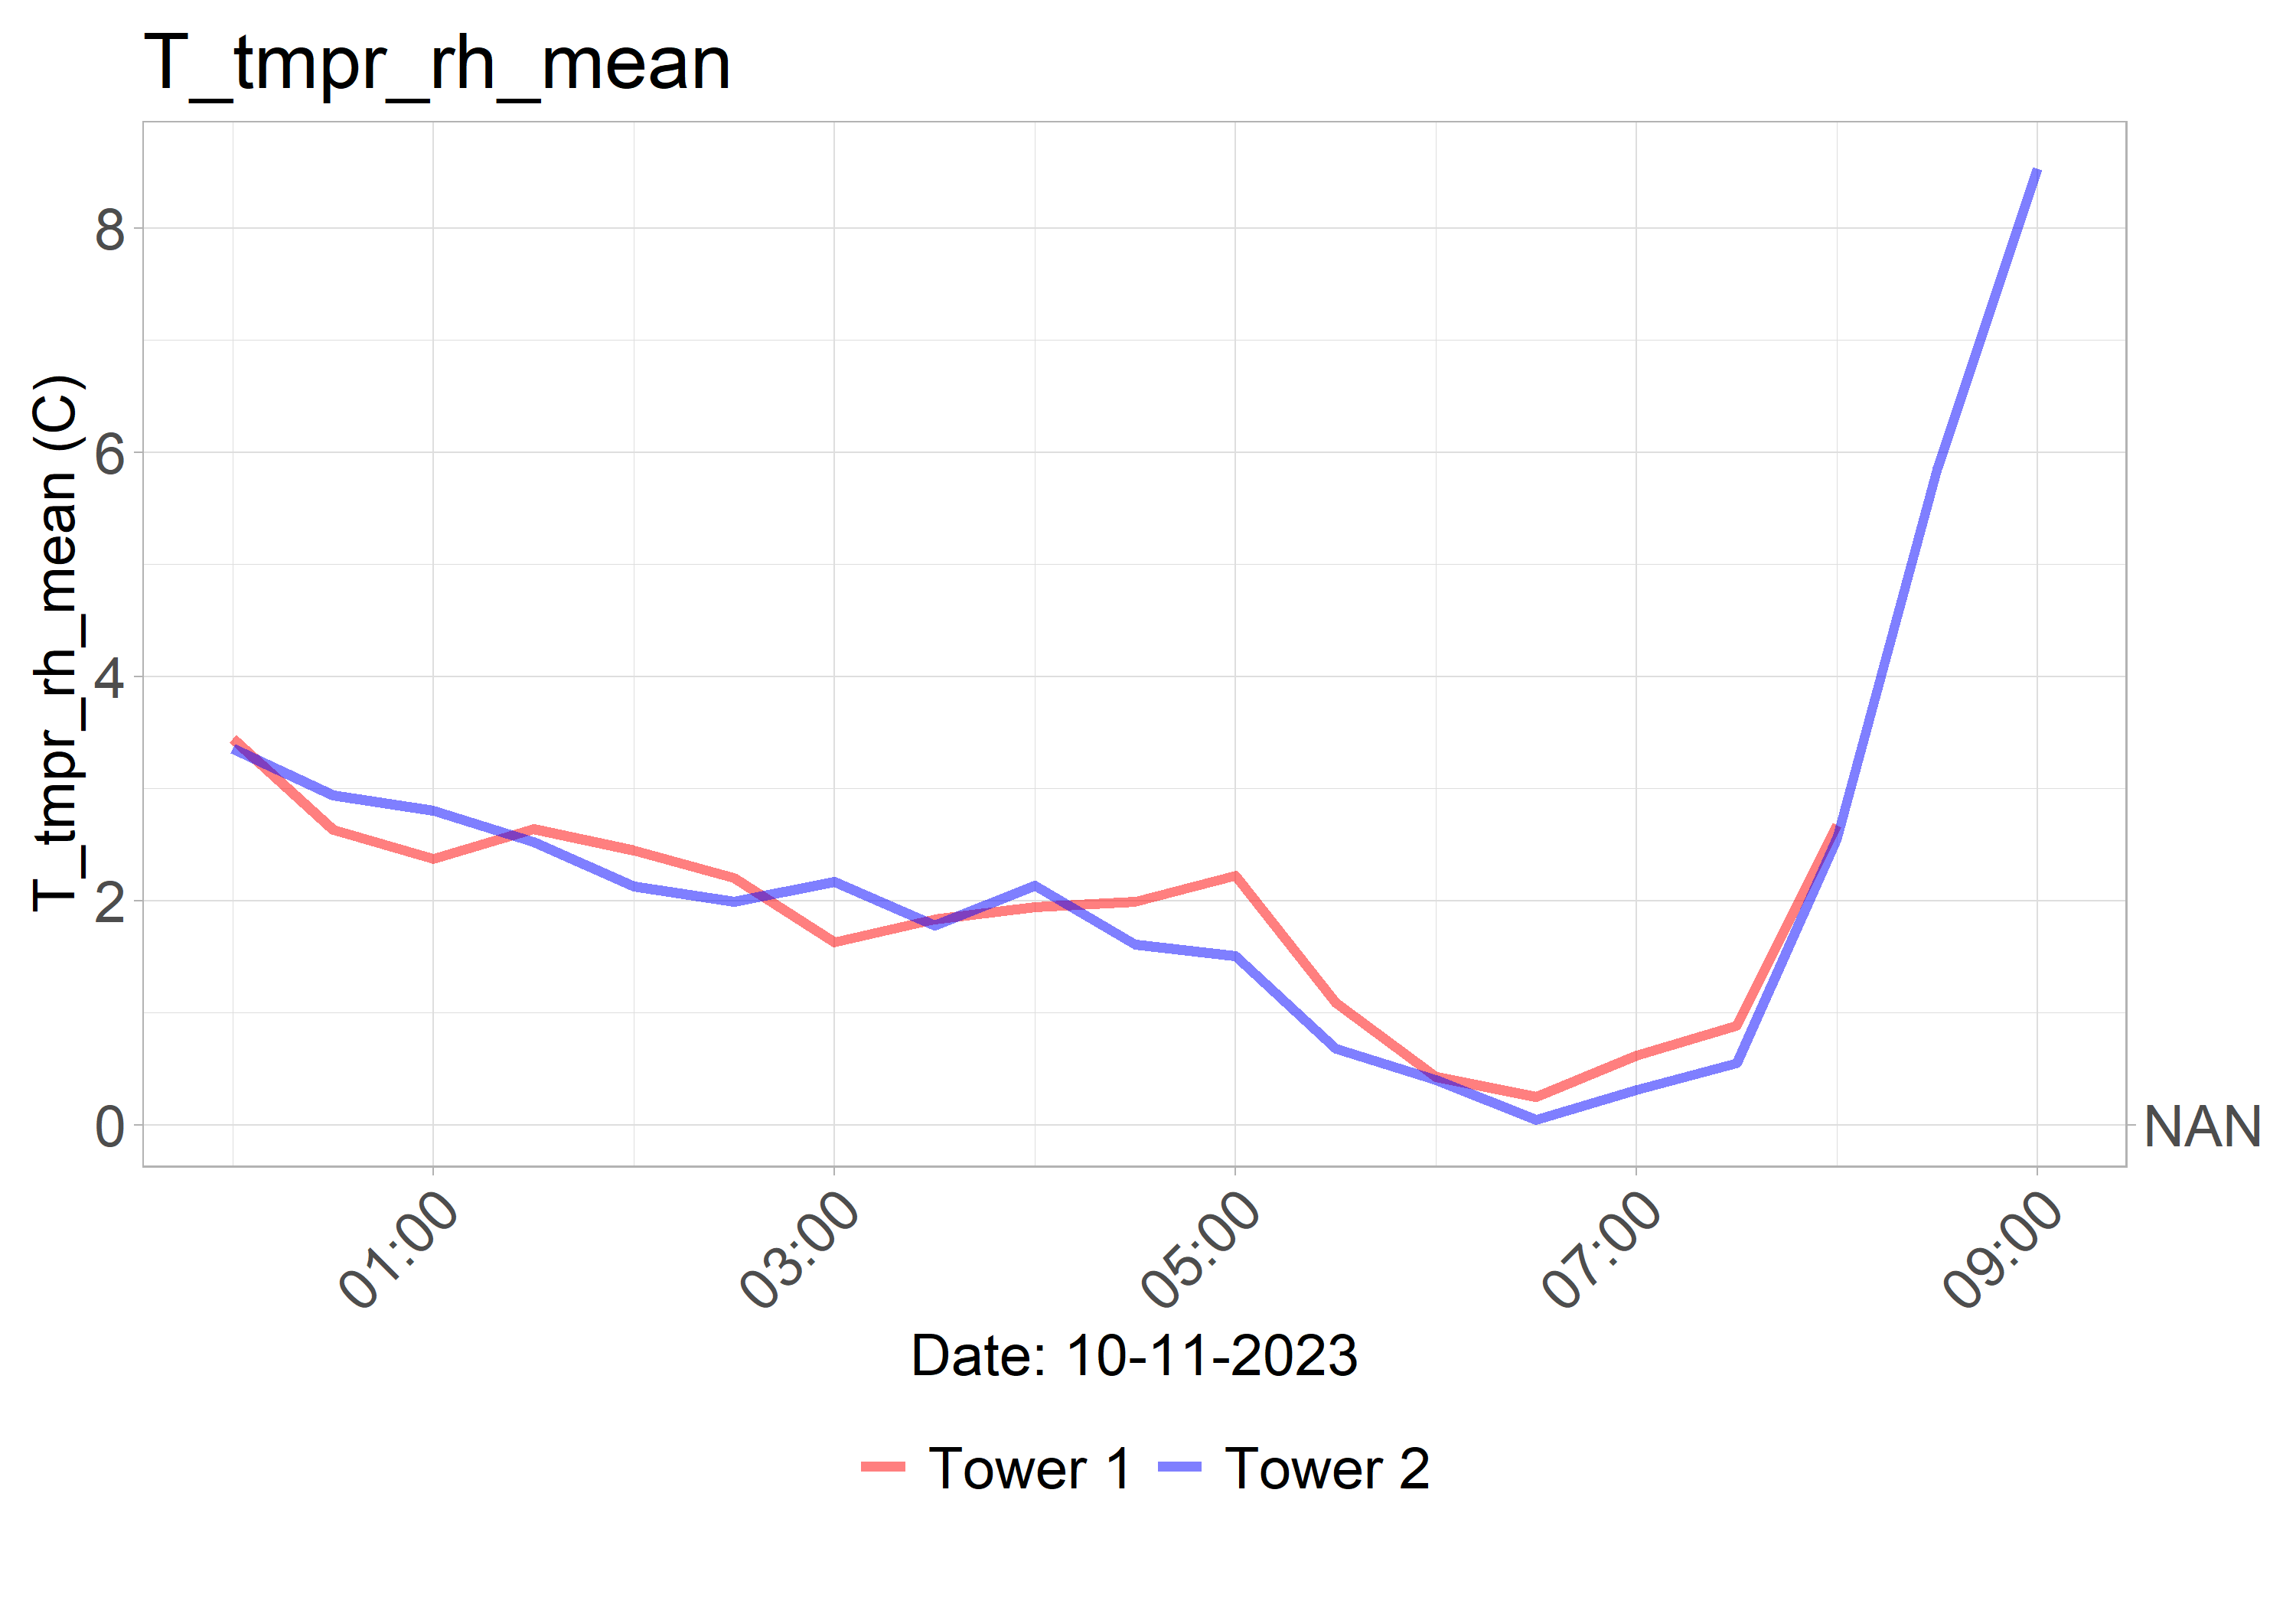 T_tmpr_rh_mean
T_tmpr_rh_mean (C)
8
6
4
2
0
NAN
01:00
03:00
05:00
07:00
09:00
Date: 10-11-2023
Tower 1
Tower 2